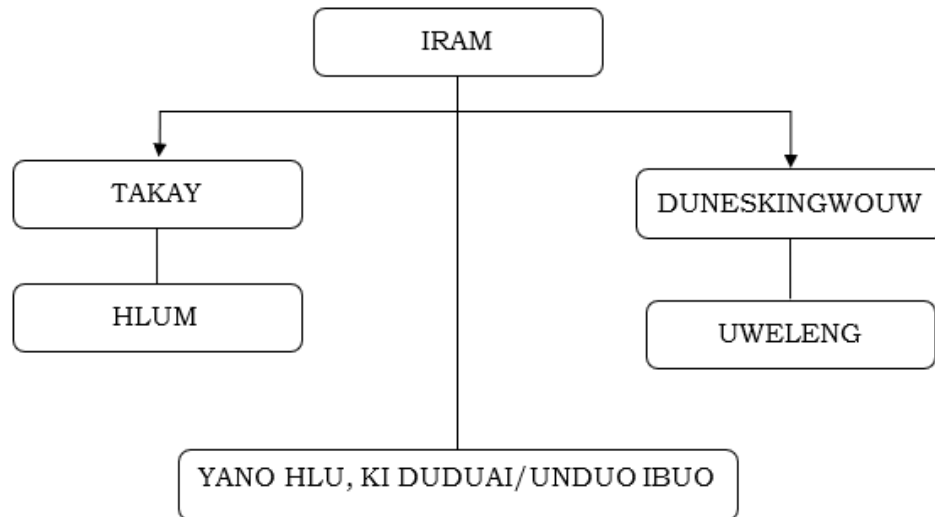 IRAM
TAKAY
DUNESKINGWOUW
HLUM
UWELENG
YANO HLU, KI DUDUAI/UNDUO IBUO